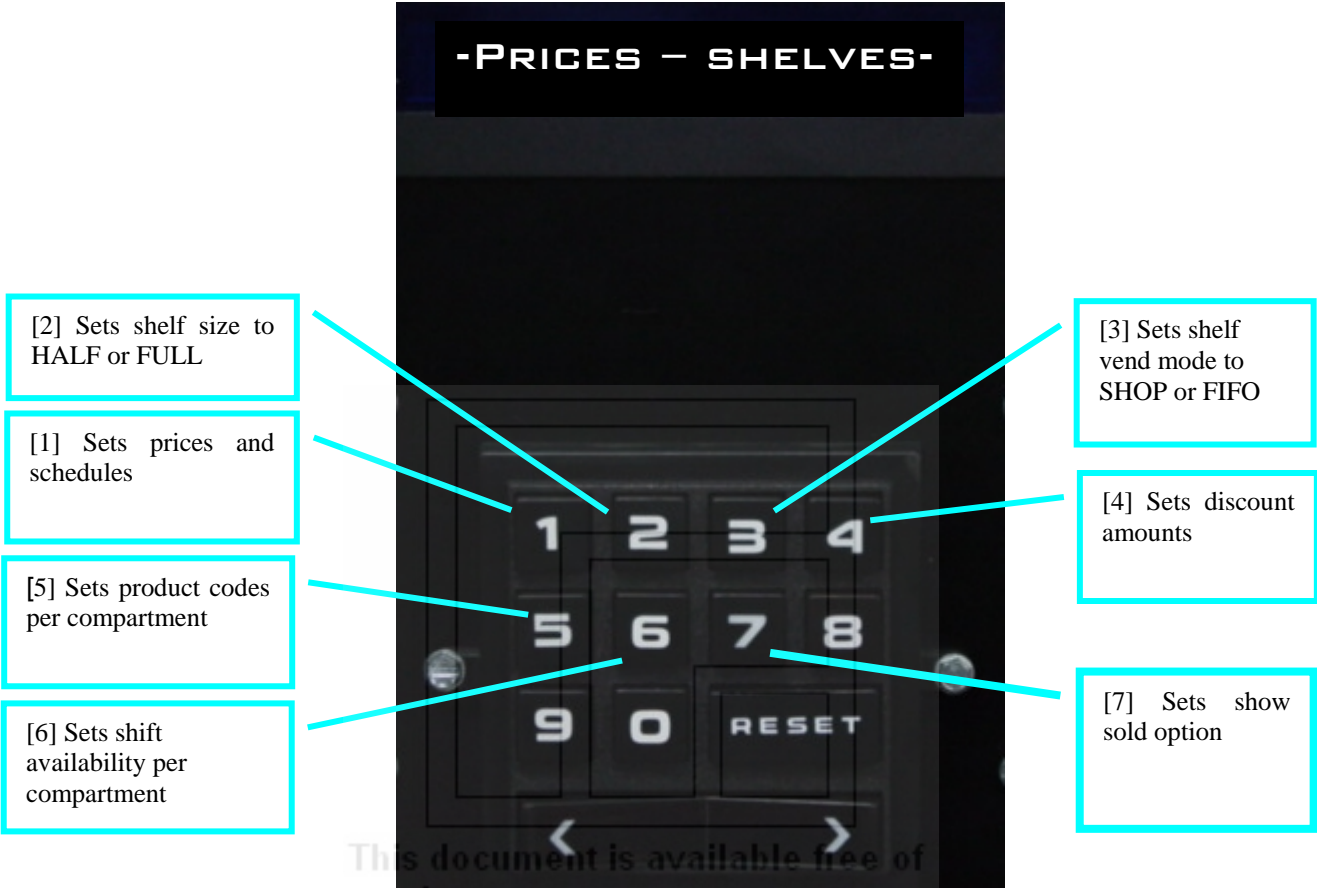 -PRICES – SHELVES-
[2] Sets shelf size to
HALF or FULL
[1] Sets prices and
schedules
[5] Sets product codes
per compartment
[6] Sets shift
availability per
compartment
[3] Sets shelf
vend mode to
SHOP or FIFO
[4] Sets discount
amounts
[7] Sets show
sold option
1 2 3 4
5 6 7 8
9 0 RESET
< >
This document is available free of